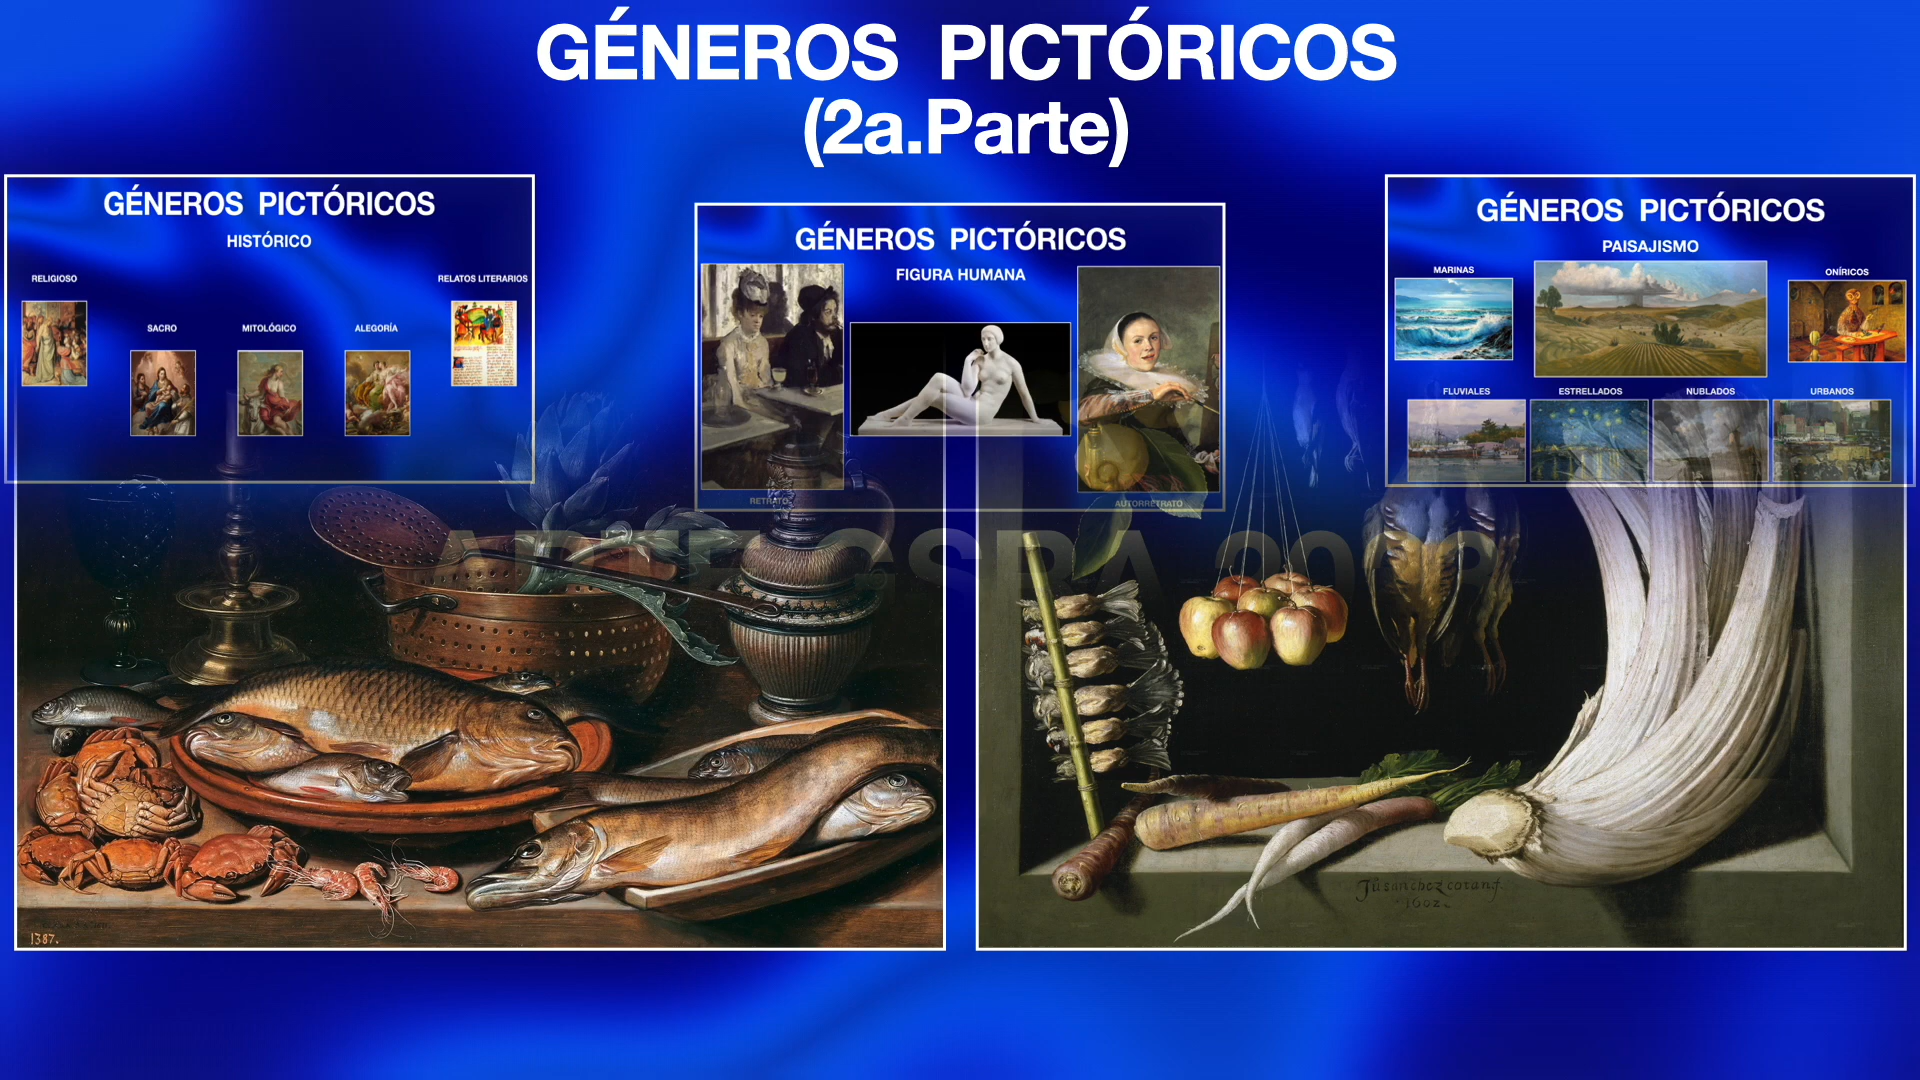 GÉNEROS PICTÓRICOS
(2a.Parte)
GÉNEROS PICTÓRICOS
HISTÓRICO
RELIGIOSO
RELATOS LITERARIOS
SACRO
MITOLÓGICO
ALEGORÍA
GÉNEROS PICTÓRICOS
FIGURA HUMANA
RETRATO
AUTORRETRATO
GÉNEROS PICTÓRICOS
PAISAJISMO
MARINAS
ONÍRICOS
FLUVIALES
ESTRELLADOS
NUBLADOS
URBANOS
1387.
1602